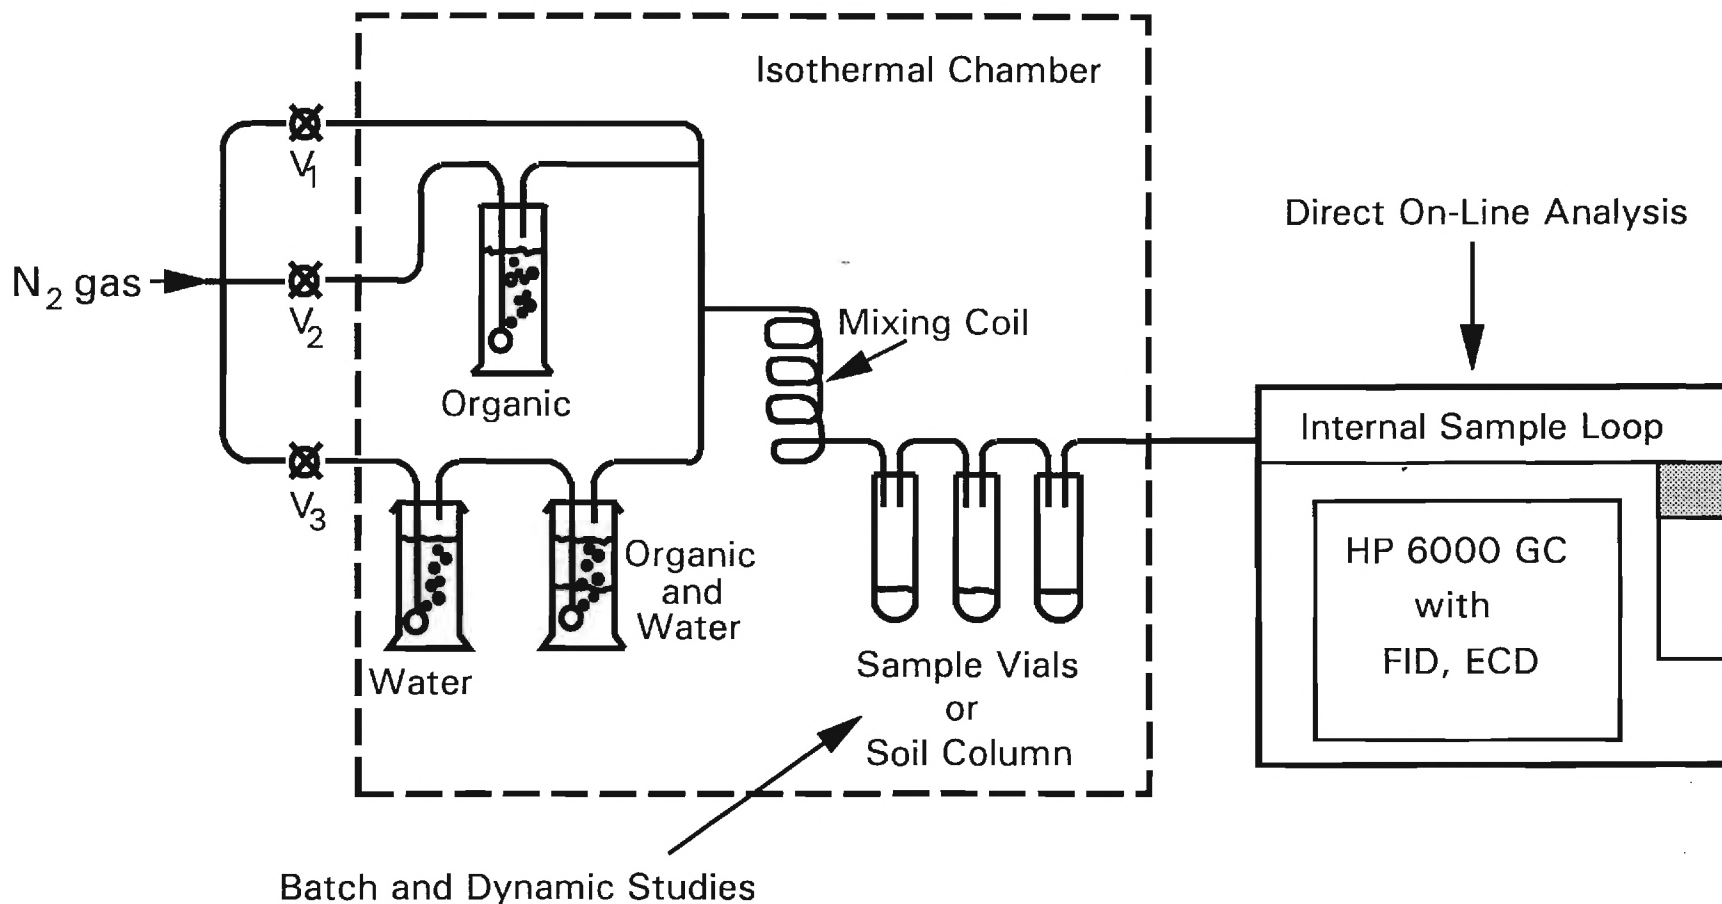 Isothermal Chamber
V1
N2 gas
V2
Organic
Mixing Coil
Direct On-Line Analysis
Internal Sample Loop
V3
Organic
and
Water
Water
HP 6000 GC
with
FID, ECD
Sample Vials
or
Soil Column
Batch and Dynamic Studies